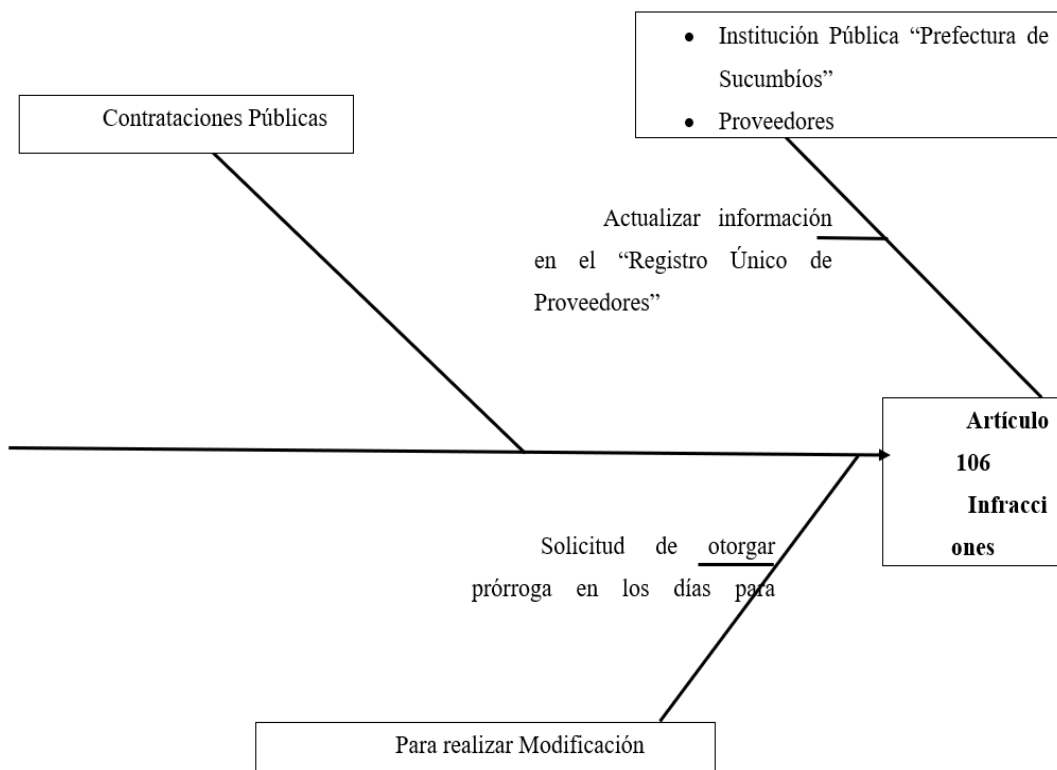 Contrataciones Públicas
• Institución Pública “Prefectura de
Sucumbíos”
• Proveedores
Actualizar información
en el “Registro Único de
Proveedores”
Artículo
106
Infracci
ones
Solicitud de otorgar
prórroga en los días para
Para realizar Modificación